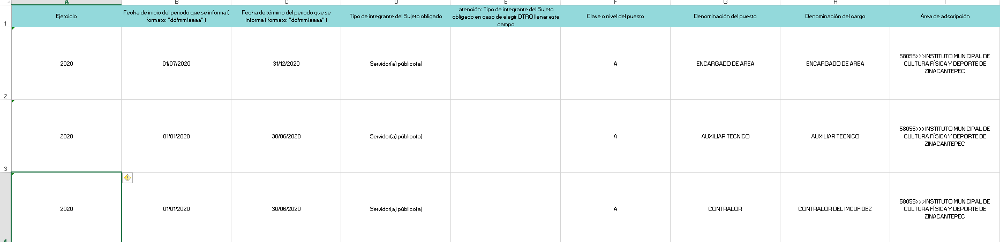 A B C D E F G H I
1
Ejercicio
Fecha de inicio del periodo que se informa (
formato: "dd/mm/aaaa" )
Fecha de término del periodo que se
informa ( formato: "dd/mm/aaaa" )
Tipo de integrante del Sujeto obligado
atención: Tipo de integrante del Sujeto
obligado en caso de elegir OTRO llenar este
campo
Clave o nivel del puesto
Denominación del puesto
Denominación del cargo
Área de adscripción
2
2020
01/07/2020
31/12/2020
Servidor(a) público(a)
A
ENCARGADO DE AREA
ENCARGADO DE AREA
58055>>>INSTITUTO MUNICIPAL DE
CULTURA FÍSICA Y DEPORTE DE
ZINACANTEPEC
3
2020
01/01/2020
30/06/2020
Servidor(a) público(a)
A
AUXILIAR TECNICO
AUXILIAR TECNICO
58055>>>INSTITUTO MUNICIPAL DE
CULTURA FÍSICA Y DEPORTE DE
ZINACANTEPEC
4
2020
01/01/2020
30/06/2020
Servidor(a) público(a)
A
CONTRALOR
CONTRALOR DEL IMCUFIDEZ
58055>>>INSTITUTO MUNICIPAL DE
CULTURA FÍSICA Y DEPORTE DE
ZINACANTEPEC